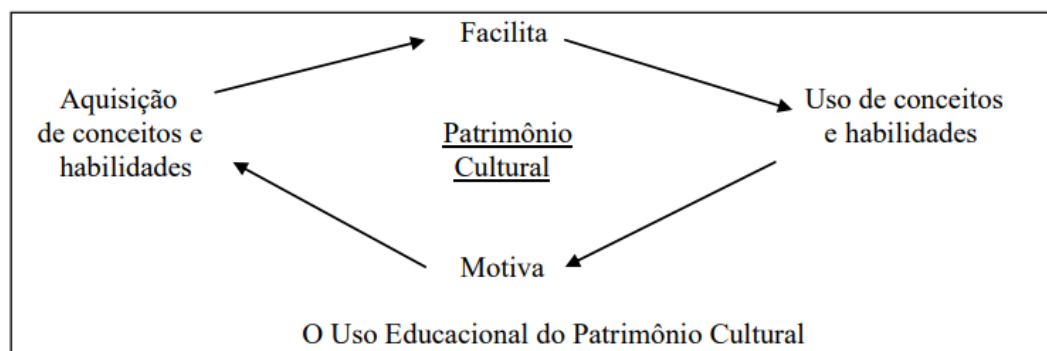 Facilita
Aquisição
de conceitos e
habilidades
Patrimônio
Cultural
Uso de conceitos
e habilidades
Motiva
O Uso Educacional do Patrimônio Cultural